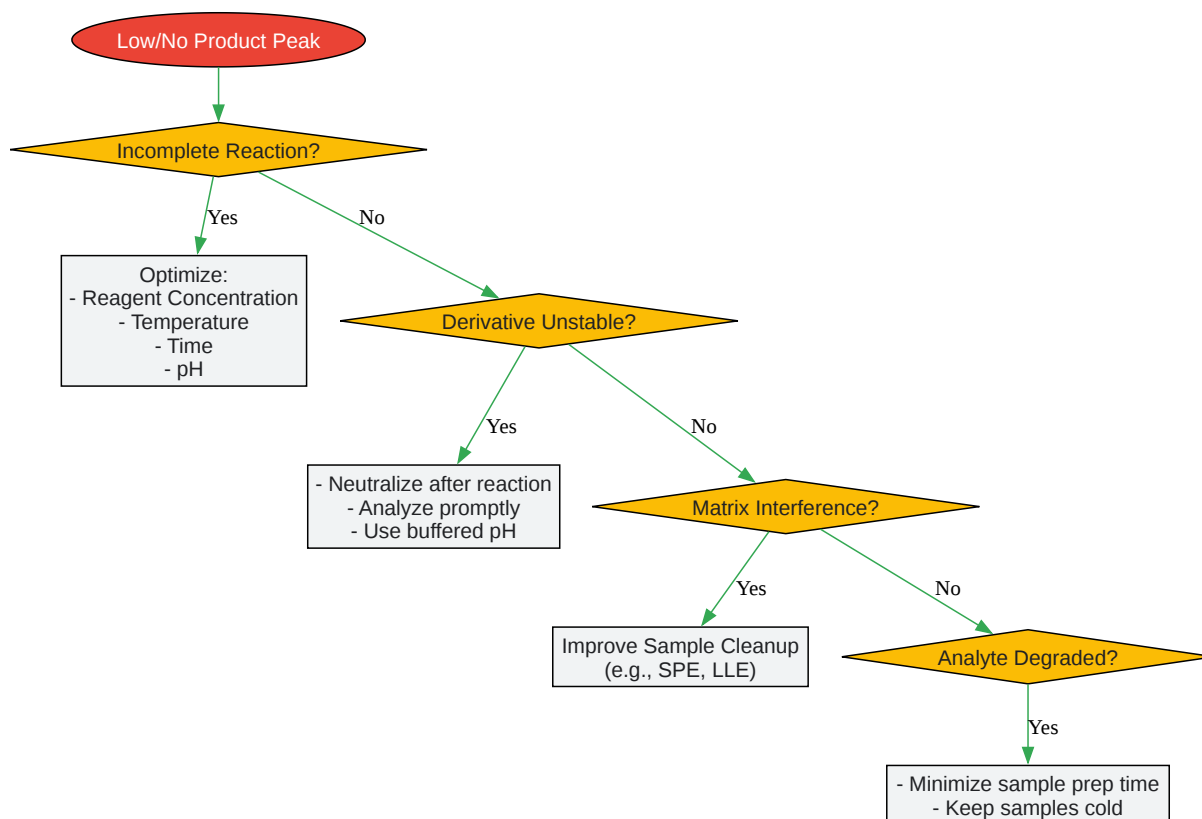 Low/No Product Peak
Incomplete Reaction?
Yes
No
Optimize:
- Reagent Concentration
- Temperature
- Time
- pH
Derivative Unstable?
Yes
No
- Neutralize after reaction
- Analyze promptly
- Use buffered pH
Matrix Interference?
Yes
No
Improve Sample Cleanup
(e.g., SPE, LLE)
Analyte Degraded?
Yes
- Minimize sample prep time
- Keep samples cold